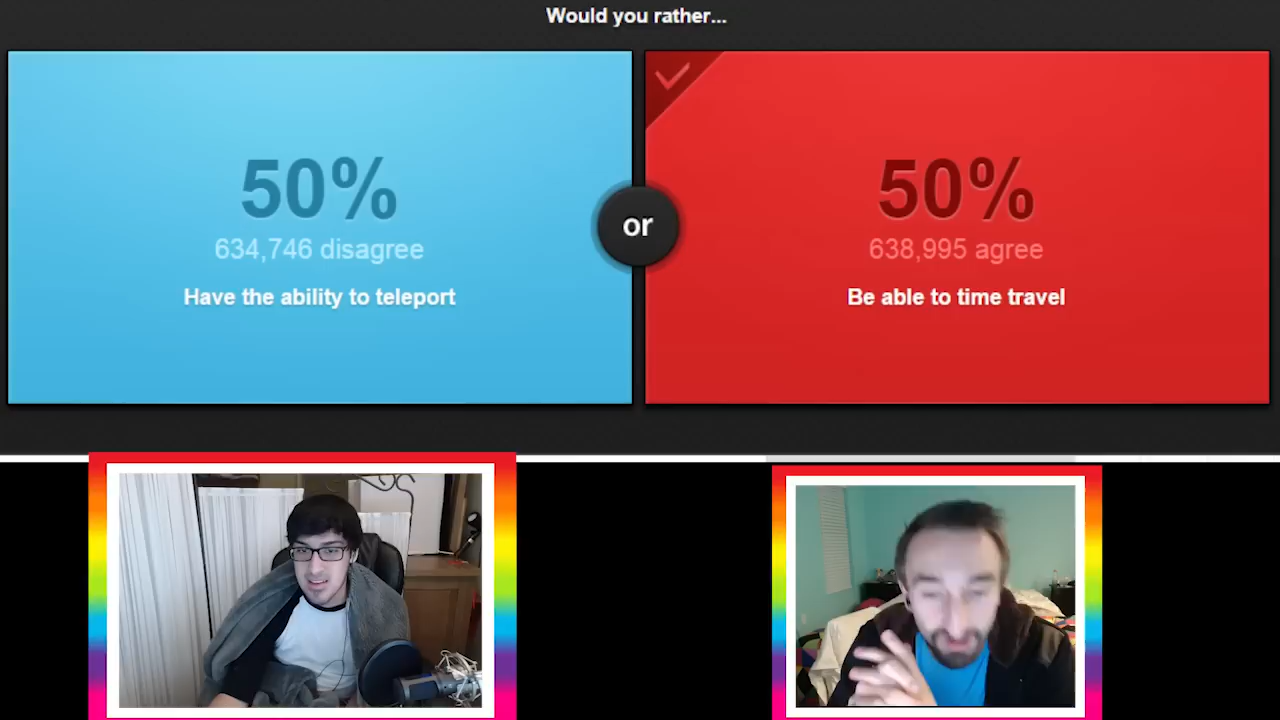 Would you rather...
50%
634,746 disagree
Have the ability to teleport
or
50%
638,995 agree
Be able to time travel